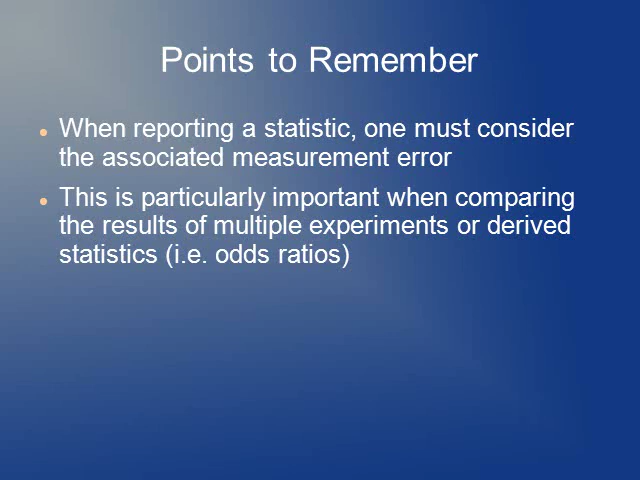 Points to Remember
When reporting a statistic, one must consider
the associated measurement error
This is particularly important when comparing
the results of multiple experiments or derived
statistics (i.e. odds ratios)